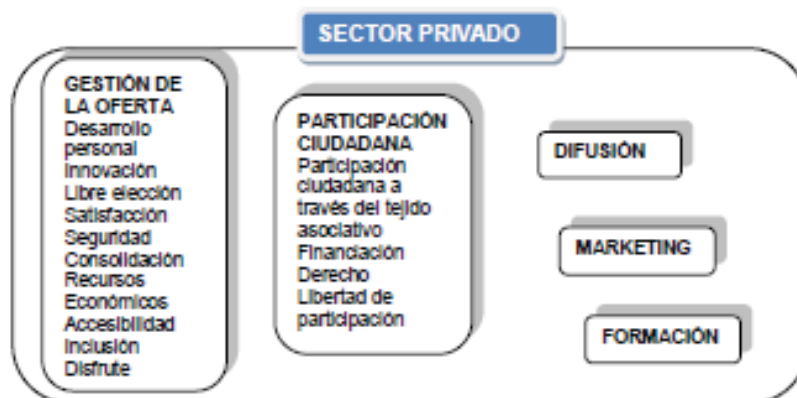 SECTOR PRIVADO
GESTIÓN DE
LA OFERTA
Desarrollo
personal
Innovación
Libre elección
Satisfacción
Seguridad
Consolidación
Recursos
Económicos
Accesibilidad
Inclusión
Disfrute
PARTICIPACIÓN
CIUDADANA
Participación
ciudadana a
través del tejido
asociativo
Financiación
Derecho
Libertad de
participación
DIFUSIÓN
MARKETING
FORMACIÓN